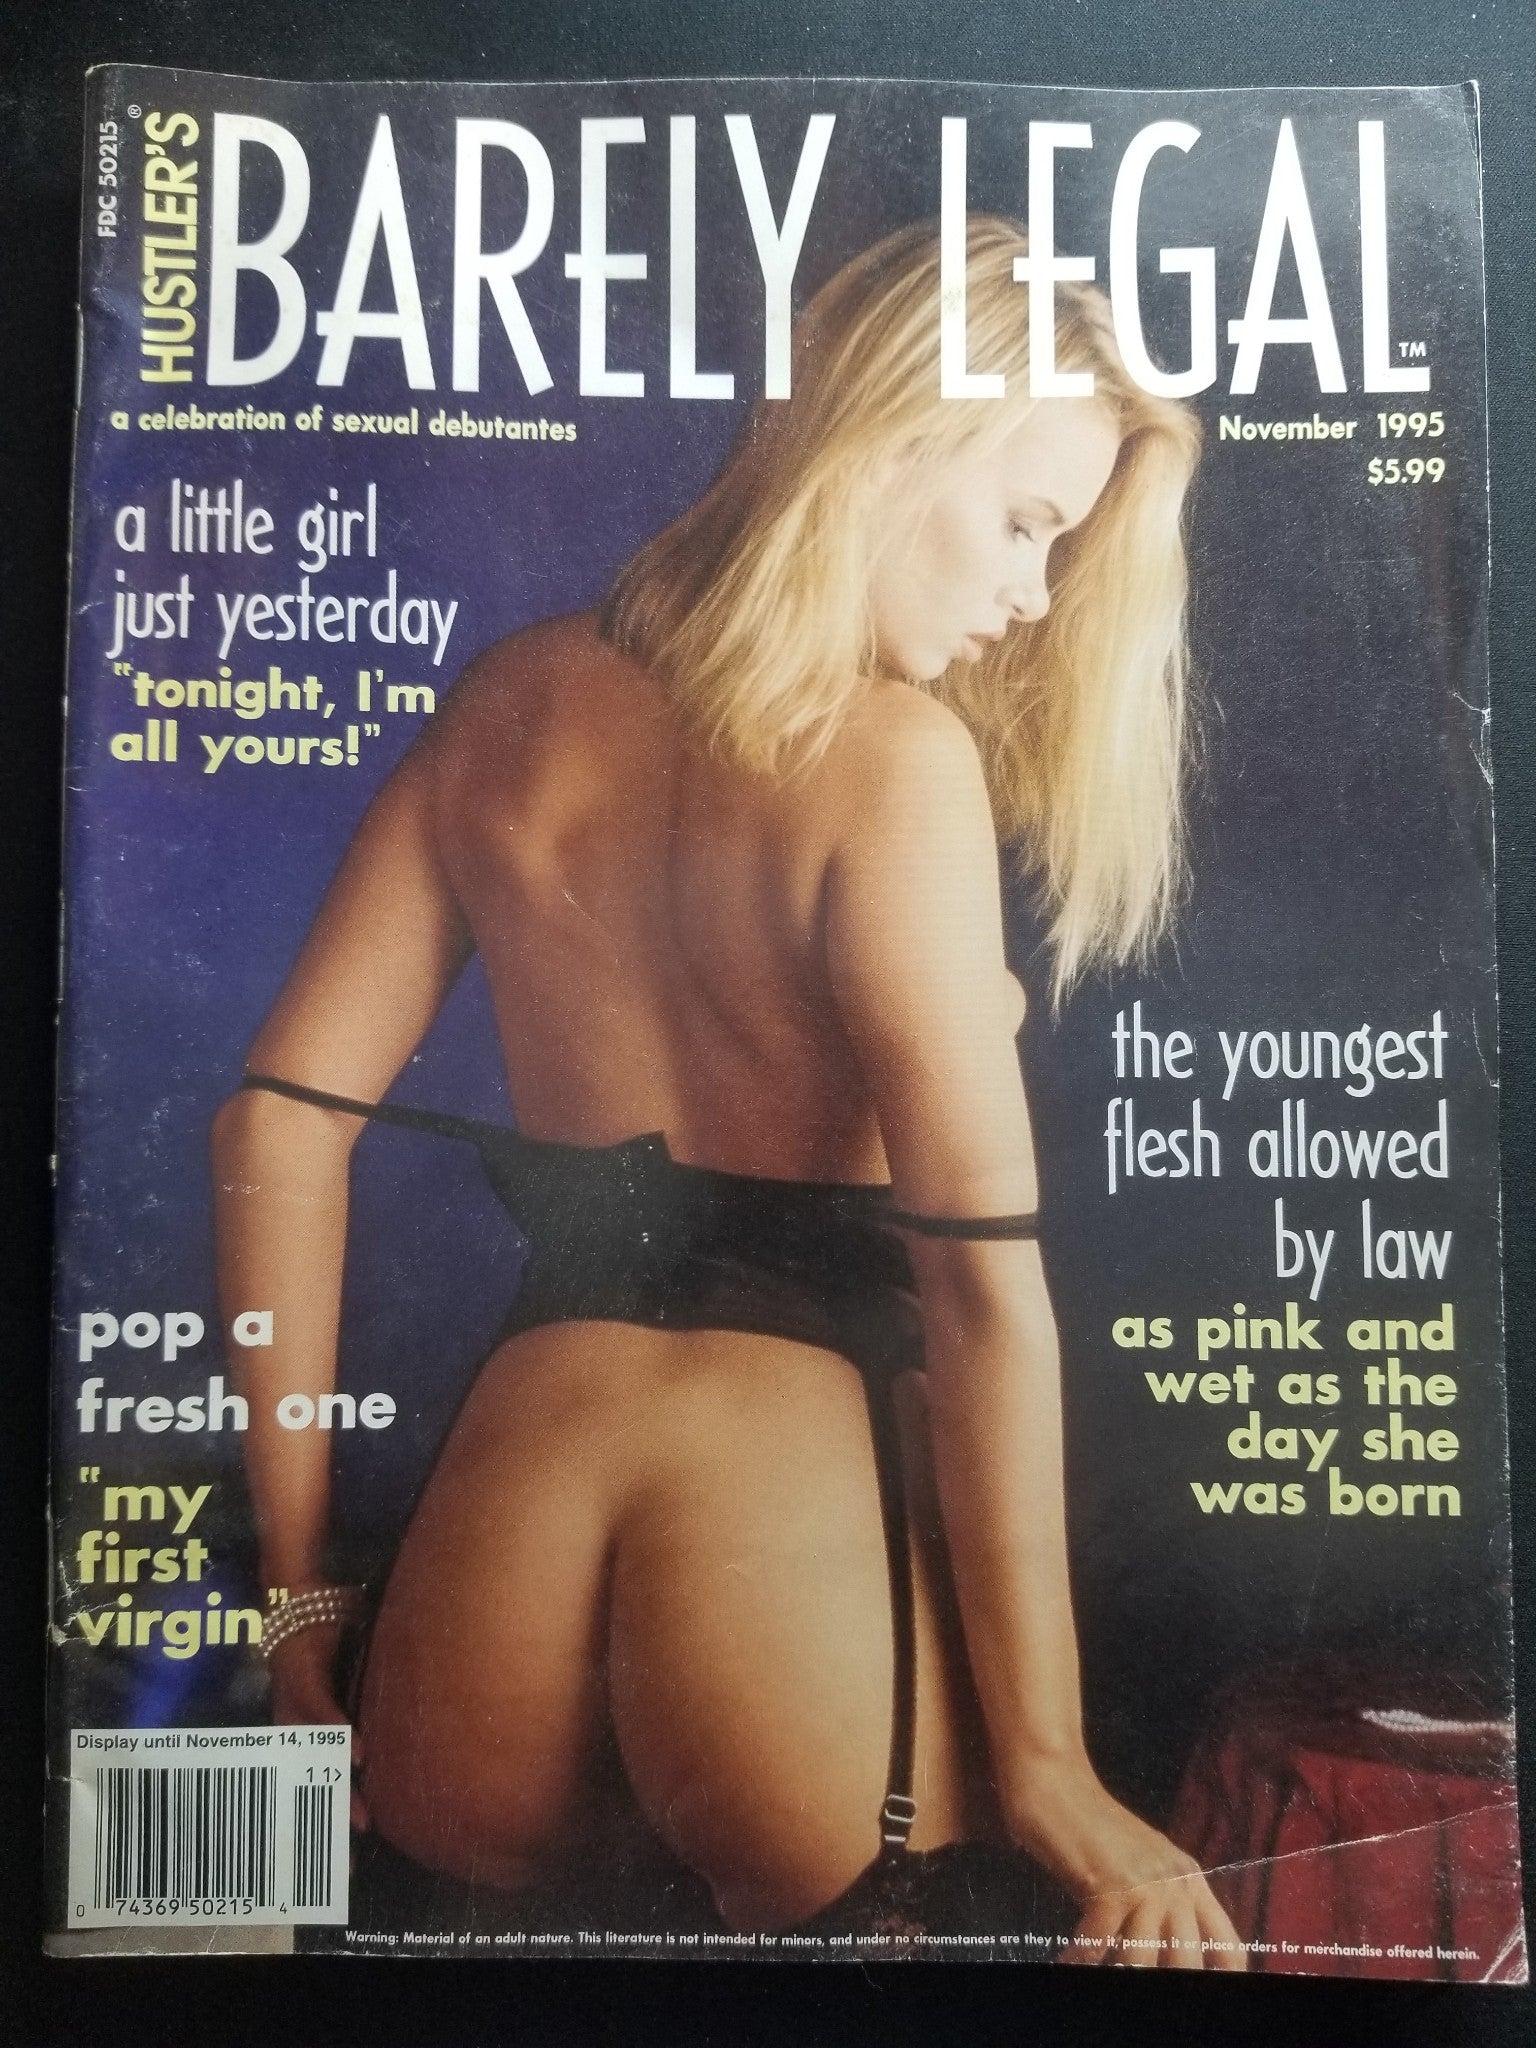 FDC 50215
HUSTLER'S®
BARELY LEGAL™
a celebration of sexual debutantes
November 1995
$5.99
a little girl
just yesterday
"tonight, I'm
all yours!"
the youngest
flesh allowed
by law
as pink and
wet as the
day she
was born
pop a
fresh one
"my
first
virgin"
Display until November 14, 1995
11>
0 74369 50215 4
Warning: Material of an adult nature. This literature is not intended for minors, and under no circumstances are they to view it, possess it or place orders for merchandise offered herein.